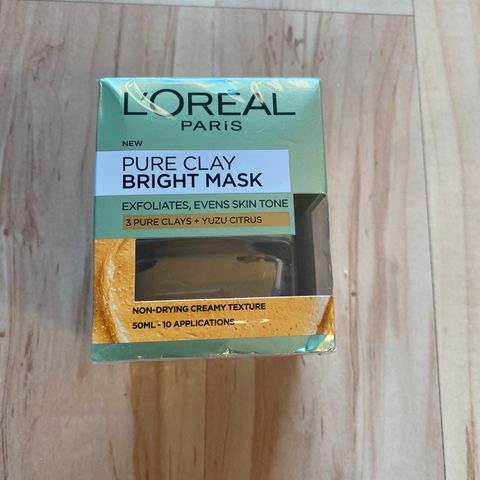 L'ORÉAL
PARIS
NEW
PURE CLAY
BRIGHT MASK
EXFOLIATES, EVENS SKIN TONE
3 PURE CLAYS + YUZU CITRUS
NON-DRYING CREAMY TEXTURE
50ML - 10 APPLICATIONS